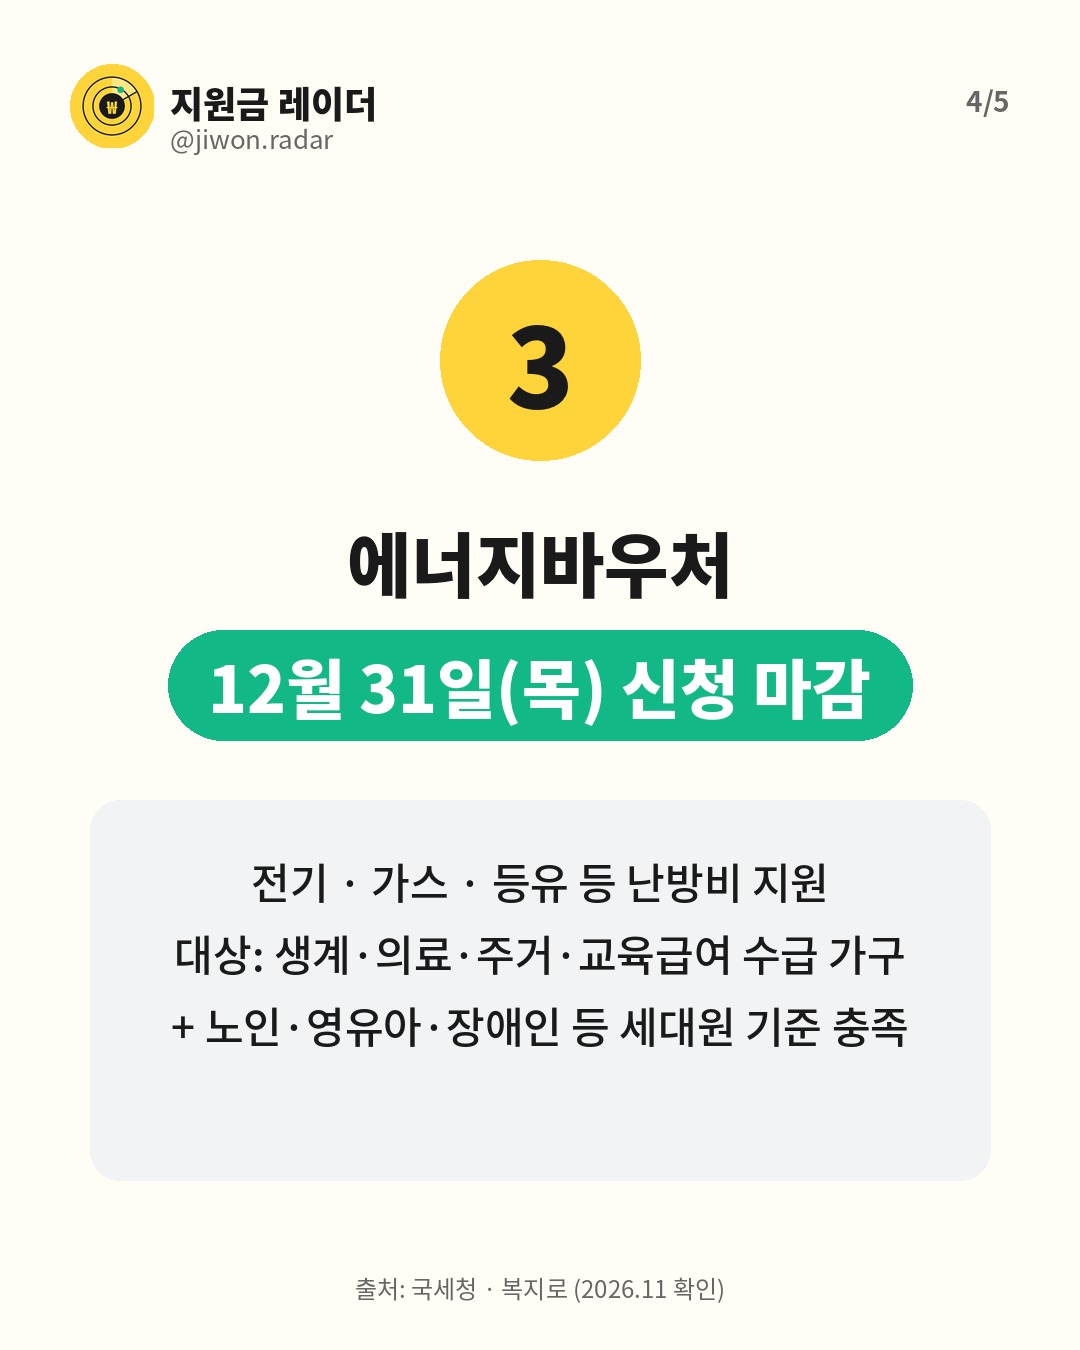 ₩
지원금 레이더
@jiwon.radar
4/5
3
에너지바우처
12월 31일(목) 신청 마감
전기 · 가스 · 등유 등 난방비 지원
대상: 생계·의료·주거·교육급여 수급 가구
+ 노인·영유아·장애인 등 세대원 기준 충족
출처: 국세청 · 복지로 (2026.11 확인)